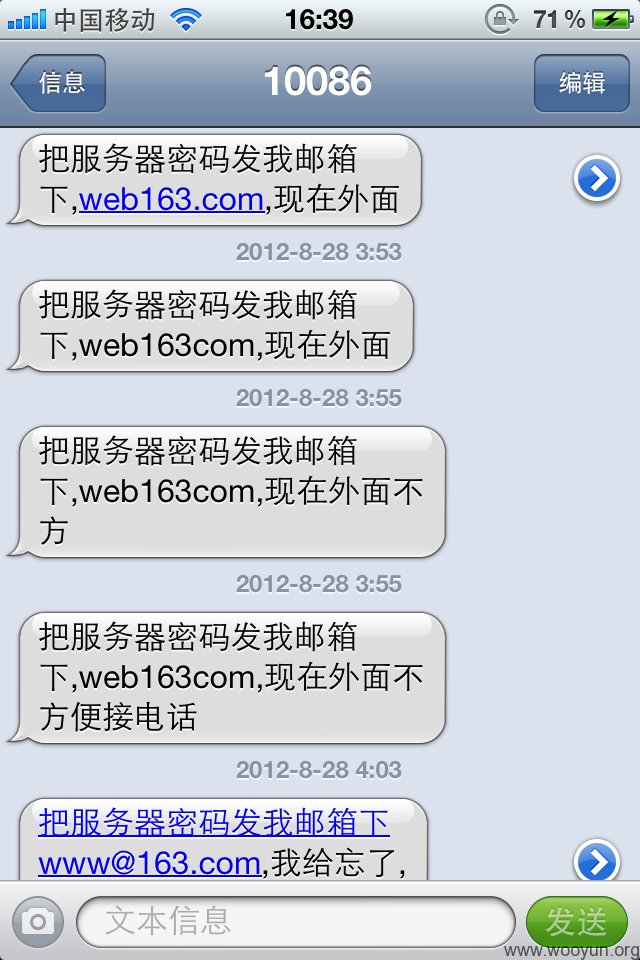 中国移动 16:39 71%
信息 10086 编辑
把服务器密码发我邮箱
下,web163.com,现在外面
2012-8-28 3:53
把服务器密码发我邮箱
下,web163com,现在外面
2012-8-28 3:55
把服务器密码发我邮箱
下,web163com,现在外面不
方
2012-8-28 3:55
把服务器密码发我邮箱
下,web163com,现在外面不
方便接电话
2012-8-28 4:03
把服务器密码发我邮箱下
www@163.com,我给忘了,
文本信息 发送
www.wooyun.org